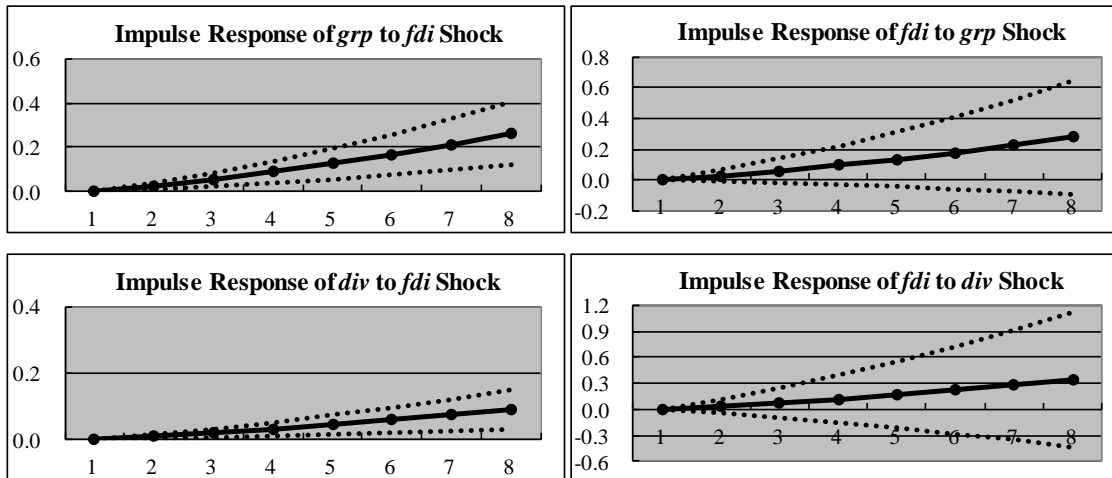 Impulse Response of grp to fdi Shock
0.6
0.4
0.2
0.0
1 2 3 4 5 6 7 8
Impulse Response of fdi to grp Shock
0.8
0.6
0.4
0.2
0.0
-0.2
1 2 3 4 5 6 7 8
Impulse Response of div to fdi Shock
0.4
0.2
0.0
1 2 3 4 5 6 7 8
Impulse Response of fdi to div Shock
1.2
0.9
0.6
0.3
0.0
-0.3
-0.6
1 2 3 4 5 6 7 8